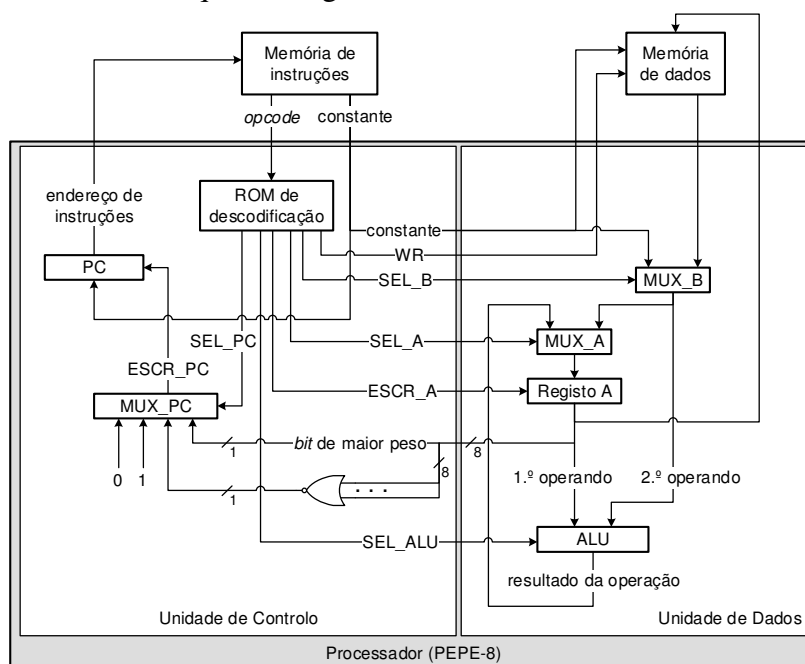 Memória de
instruções
Memória
de dados
opcode
constante
endereço de
instruções
ROM de
descodificação
constante
WR
PC
SEL_B
MUX_B
SEL_PC
SEL_A
MUX_A
ESCR_PC
ESCR_A
Registo A
MUX_PC
bit de maior peso
1
8
8
0
1
1
. . .
1.º operando
2.º operando
SEL_ALU
ALU
resultado da operação
Unidade de Controlo
Unidade de Dados
Processador (PEPE-8)